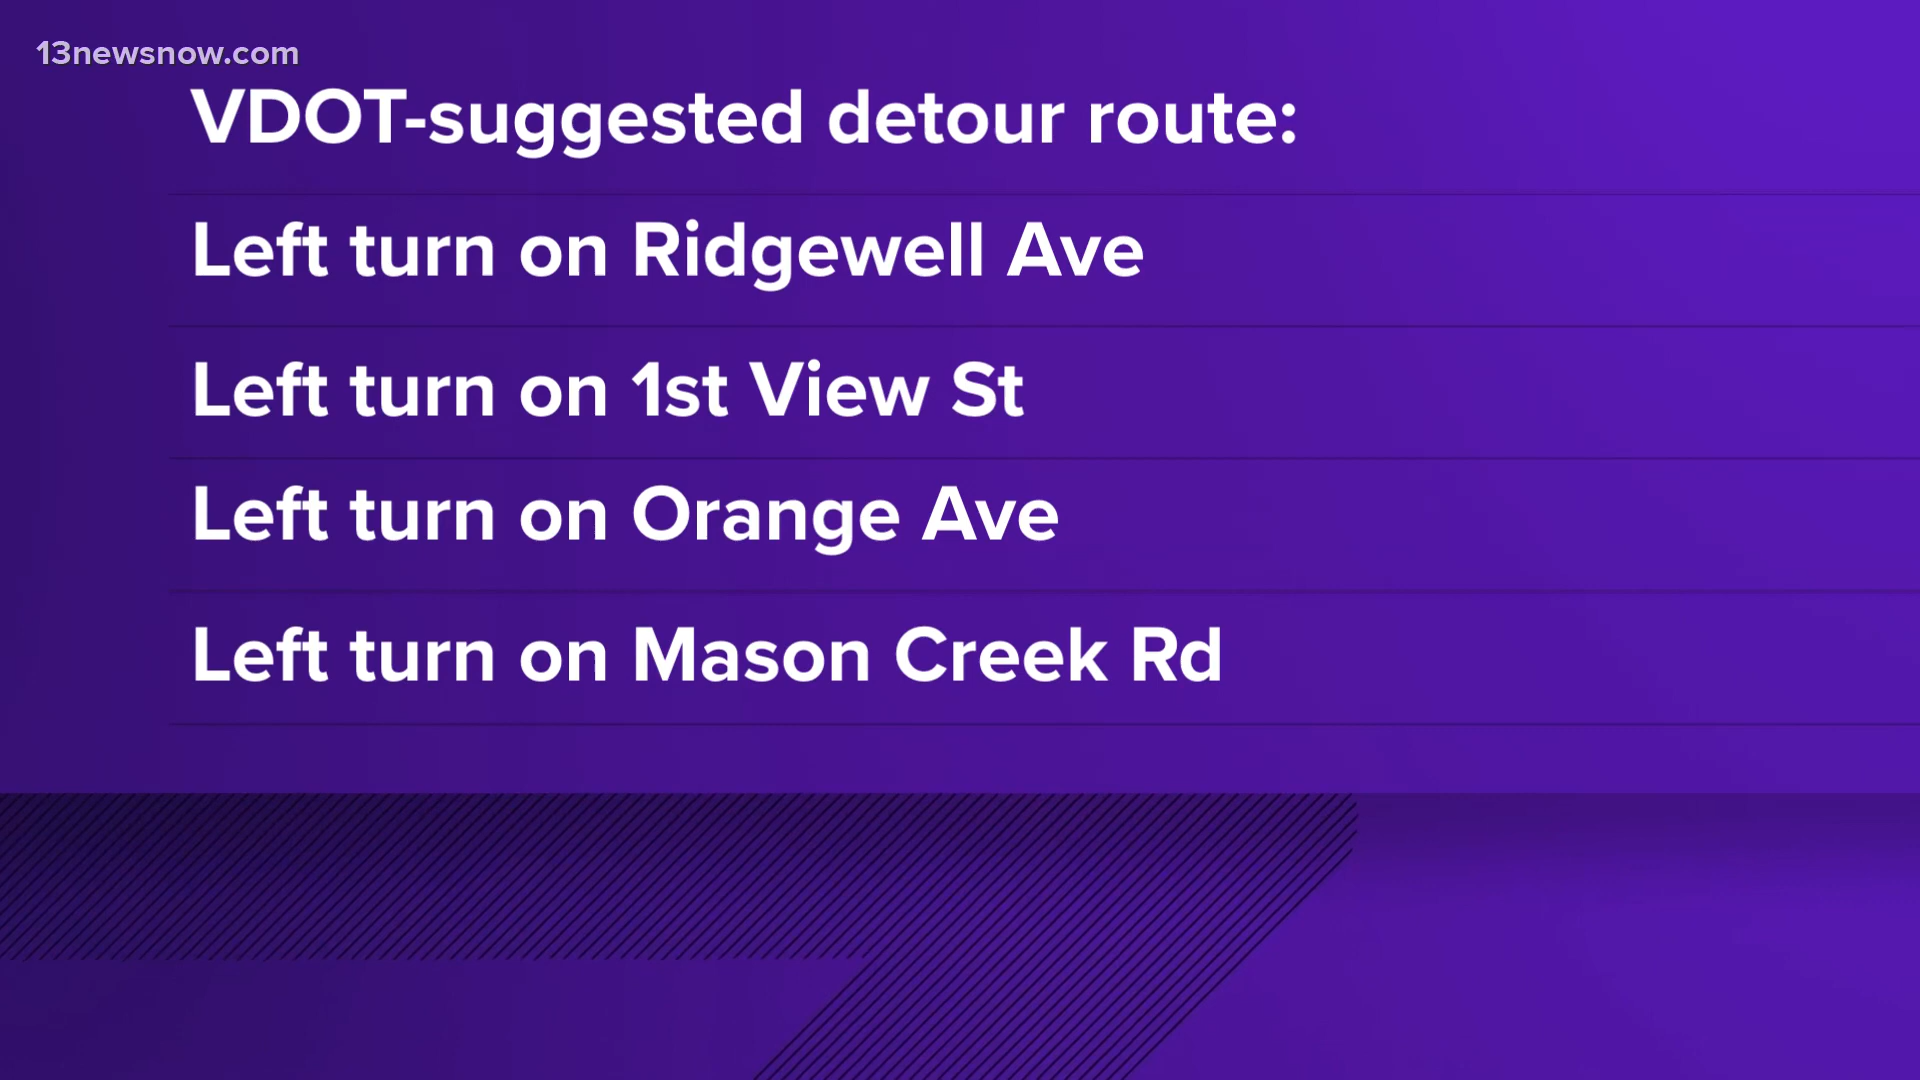 13newsnow.com
VDOT-suggested detour route:
Left turn on Ridgewell Ave
Left turn on 1st View St
Left turn on Orange Ave
Left turn on Mason Creek Rd